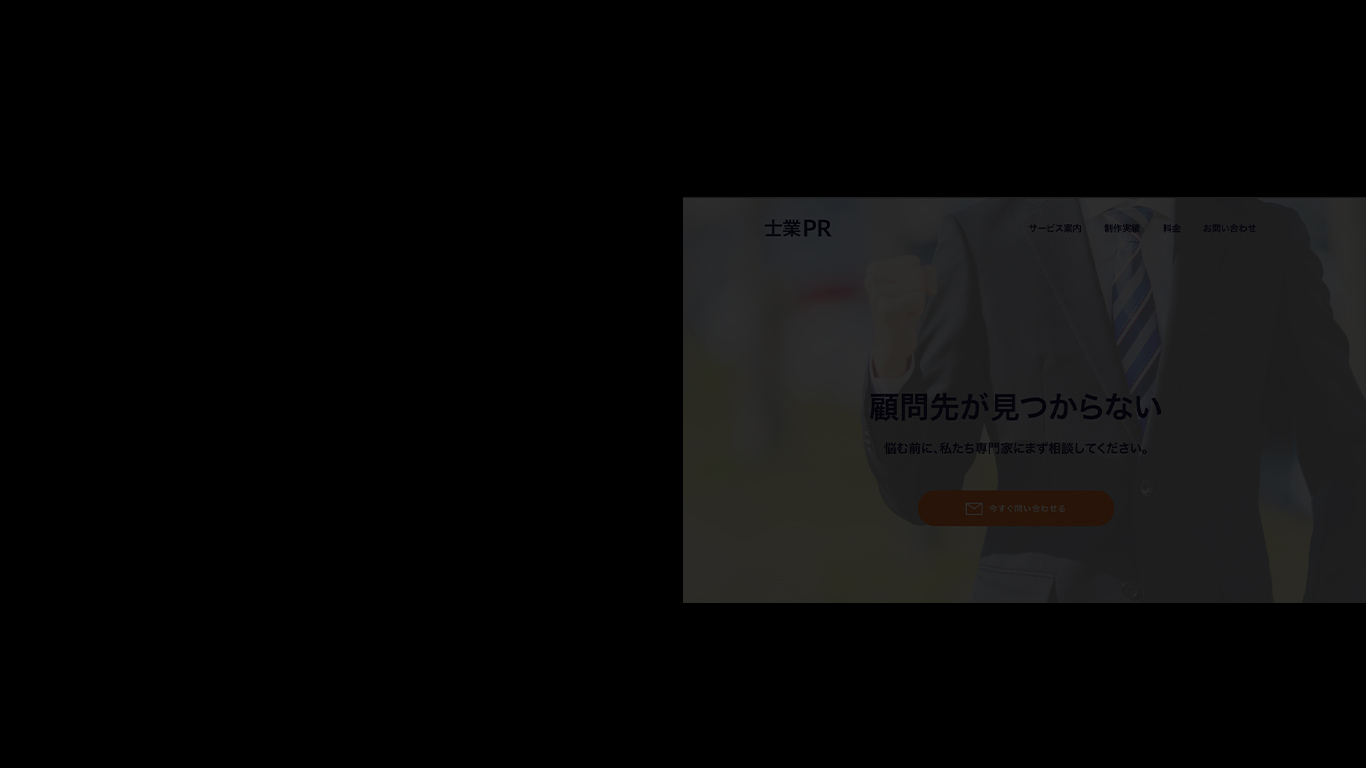 士業PR
サービス案内 制作実績 料金 お問い合わせ
顧問先が見つからない
悩む前に、私たち専門家にまず相談してください。
今すぐ問い合わせる